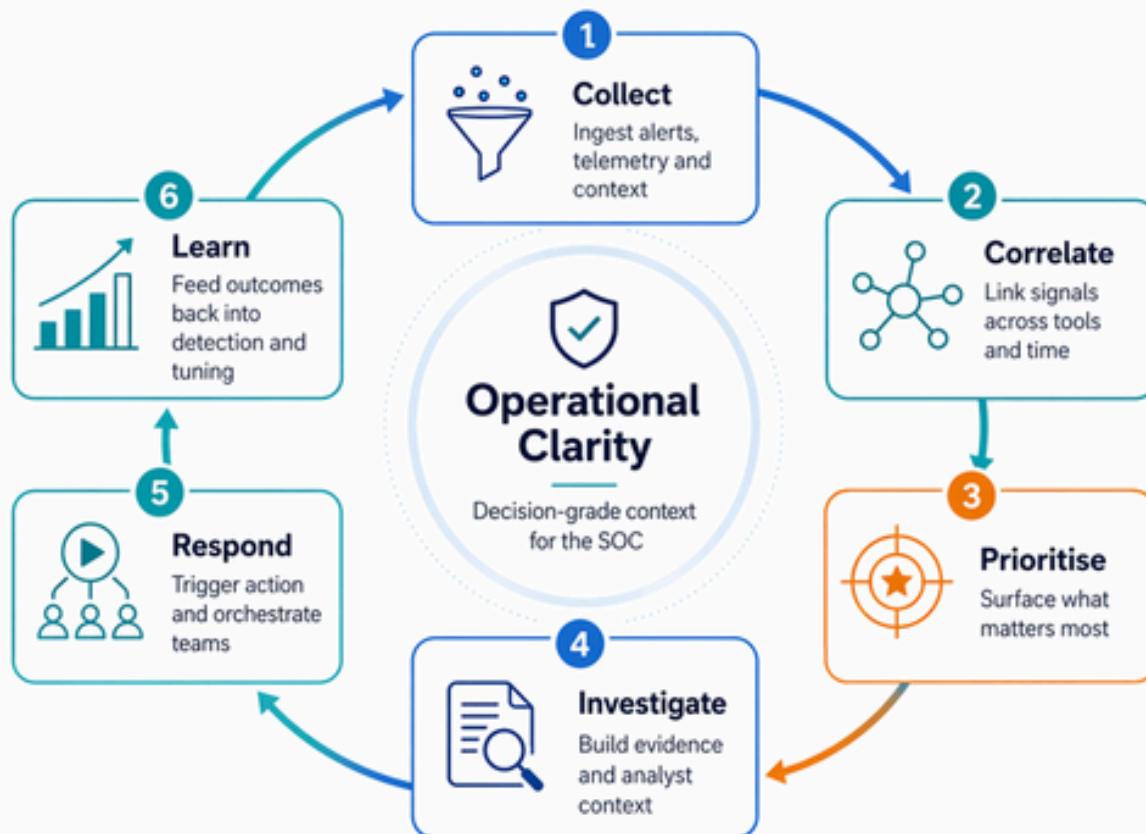 1
Collect
Ingest alerts,
telemetry and
context
2
Correlate
Link signals
across tools
and time
3
Prioritise
Surface what
matters most
4
Investigate
Build evidence
and analyst
context
5
Respond
Trigger action
and orchestrate
teams
6
Learn
Feed outcomes
back into
detection and
tuning
Operational
Clarity
Decision-grade context
for the SOC